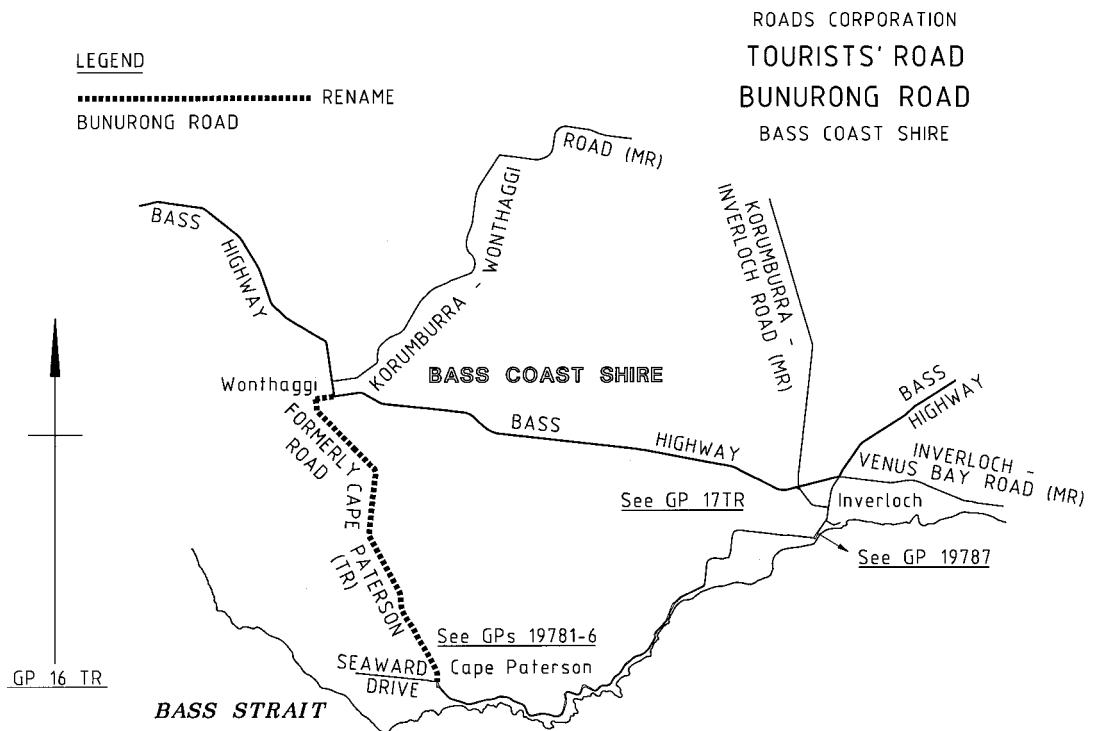 ROADS CORPORATION
TOURISTS' ROAD
BUNURONG ROAD
BASS COAST SHIRE
LEGEND
RENAME
BUNURONG ROAD
ROAD (MR)
KORUMBURRA - WONTHAGGI
BASS
HIGHWAY
KORUMBURRA -
INVERLOCH ROAD (MR)
Wonthaggi
BASS COAST SHIRE
BASS
HIGHWAY
BASS
HIGHWAY
FORMERLY CAPE PATERSON
ROAD
(TR)
INVERLOCH -
VENUS BAY ROAD (MR)
See GP 17TR
Inverloch
See GP 19787
See GPs 19781-6
Cape Paterson
SEAWARD
DRIVE
GP 16 TR
BASS STRAIT